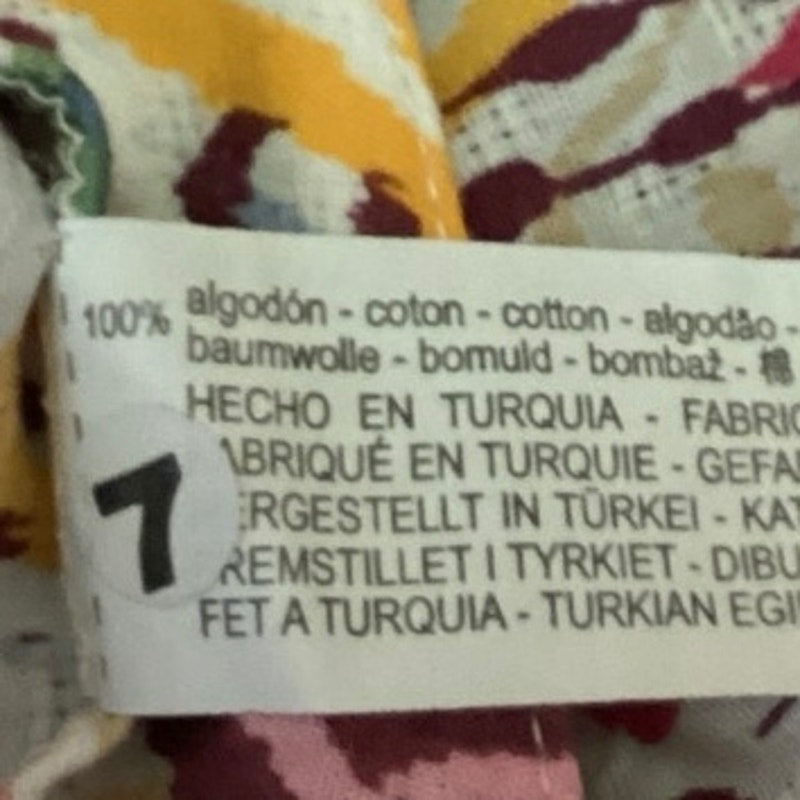 100% algodón - coton - cotton - algodão -
baumwolle - bomuld - bombaž - 棉
HECHO EN TURQUIA - FABRIC
ABRIQUÉ EN TURQUIE - GEFA
ERGESTELLT IN TÜRKEI - KAT
REMSTILLET I TYRKIET - DIBU
FET A TURQUIA - TURKIAN EGI
7